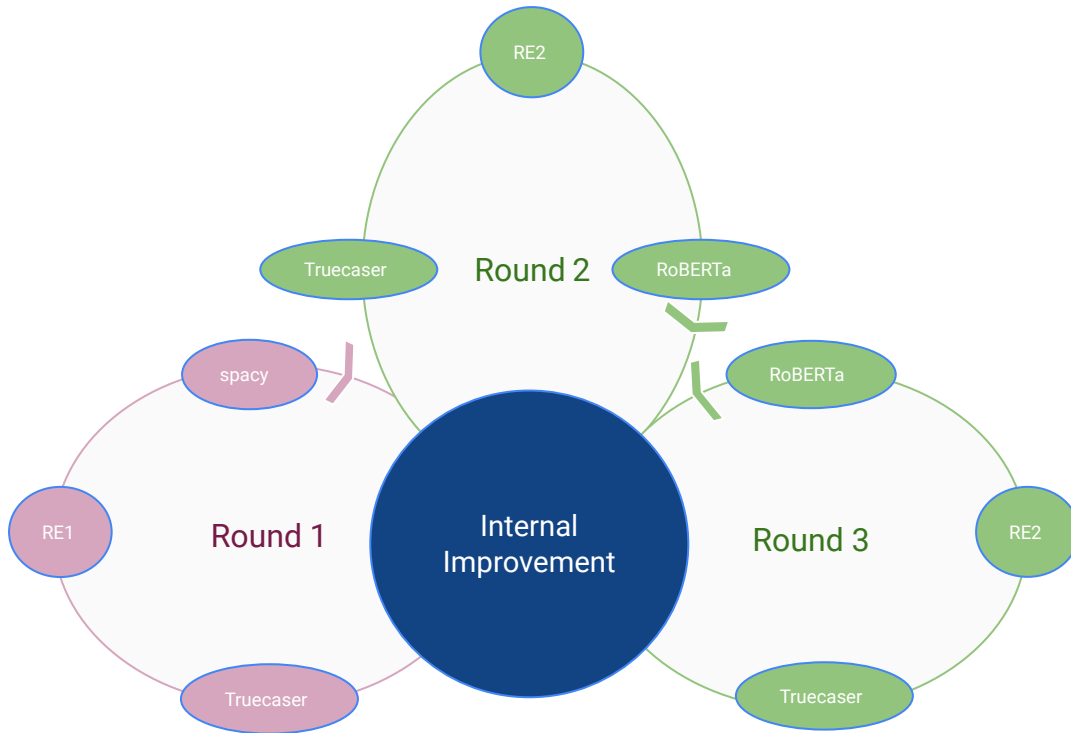 RE2
Truecaser
Round 2
RoBERTa
spacy
RE1
Round 1
Truecaser
Internal
Improvement
RoBERTa
Round 3
RE2
Truecaser